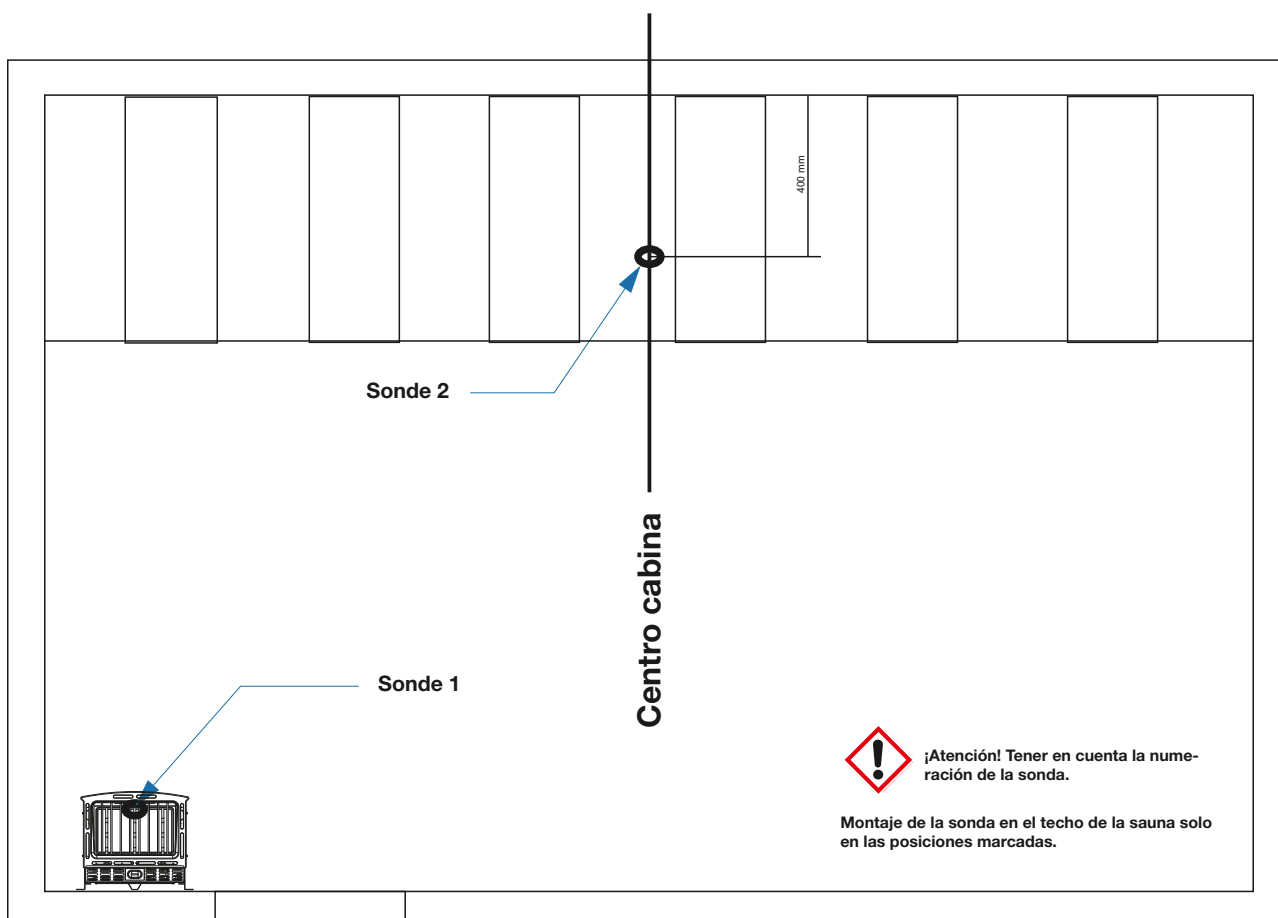 400 mm
Sonde 2
Centro cabina
Sonde 1
¡Atención! Tener en cuenta la nume-
ración de la sonda.
Montaje de la sonda en el techo de la sauna solo
en las posiciones marcadas.